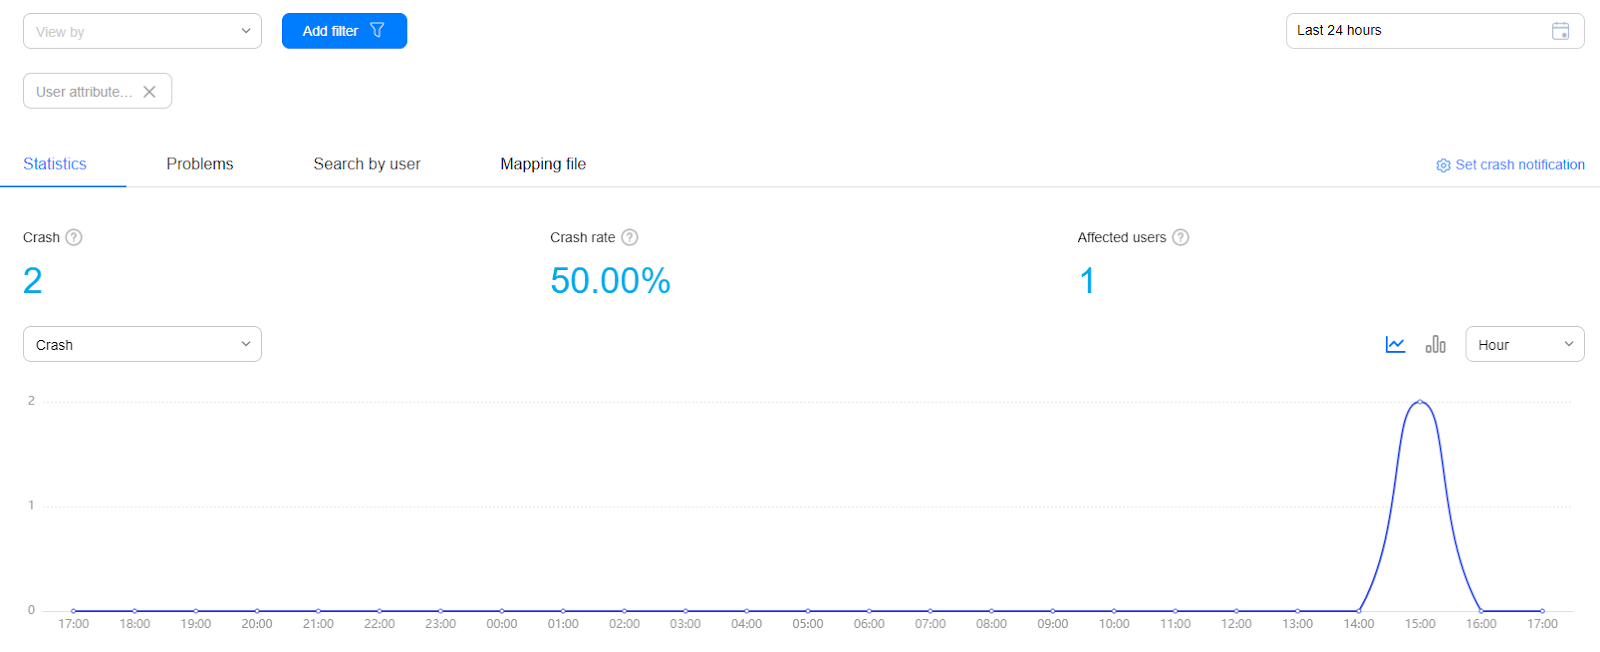 View by
Add filter
Last 24 hours
User attribute...
Statistics
Problems
Search by user
Mapping file
Set crash notification
Crash ?
Crash rate ?
Affected users ?
2
50.00%
1
Crash
Hour
2
1
0
17:00 18:00 19:00 20:00 21:00 22:00 23:00 00:00 01:00 02:00 03:00 04:00 05:00 06:00 07:00 08:00 09:00 10:00 11:00 12:00 13:00 14:00 15:00 16:00 17:00